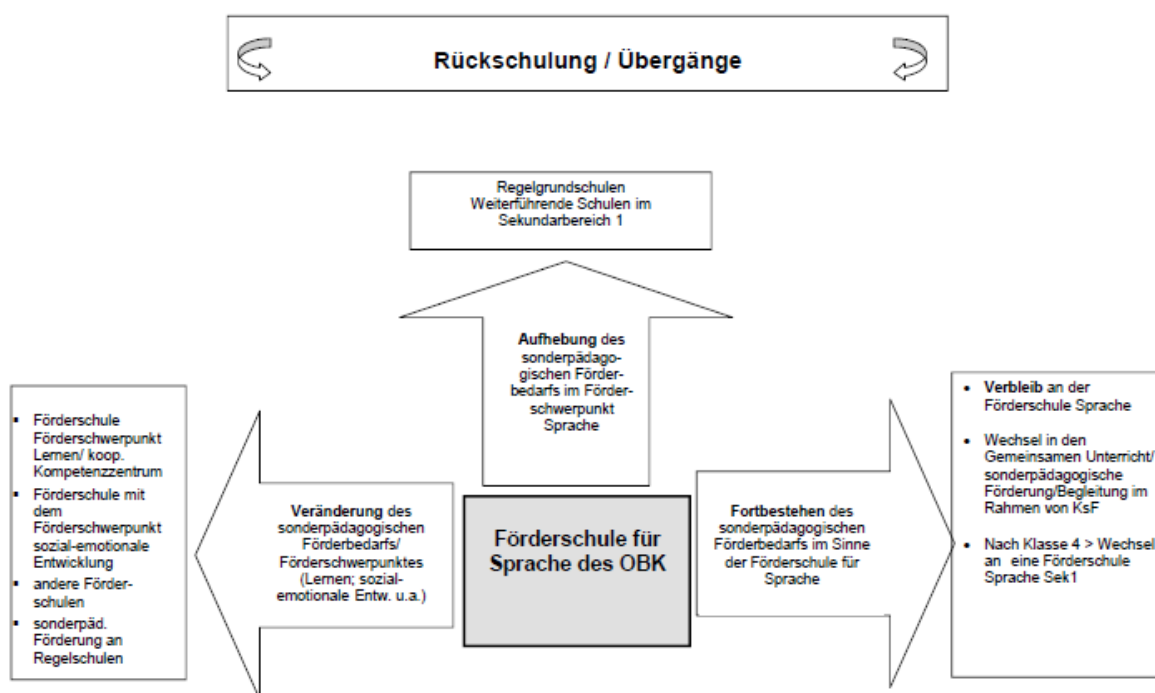 Rückschulung / Übergänge
Regelgrundschulen
Weiterführende Schulen im
Sekundarbereich 1
Aufhebung des
sonderpädago-
gischen Förder-
bedarfs im Förder-
schwerpunkt
Sprache
▪ Förderschule
Förderschwerpunkt
Lernen/ koop.
Kompetenzzentrum
▪ Förderschule mit
dem
Förderschwerpunkt
sozial-emotionale
Entwicklung
▪ andere Förder-
schulen
▪ sonderpäd.
Förderung an
Regelschulen
Veränderung des
sonderpädagogischen
Förderbedarfs/
Förderschwerpunktes
(Lernen; sozial-
emotionale Entw. u.a.)
Förderschule für
Sprache des OBK
Fortbestehen des
sonderpädagogischen
Förderbedarfs im Sinne
der Förderschule für
Sprache
• Verbleib an der
Förderschule Sprache
• Wechsel in den
Gemeinsamen Unterricht/
sonderpädagogische
Förderung/Begleitung im
Rahmen von KsF
• Nach Klasse 4 > Wechsel
an eine Förderschule
Sprache Sek1